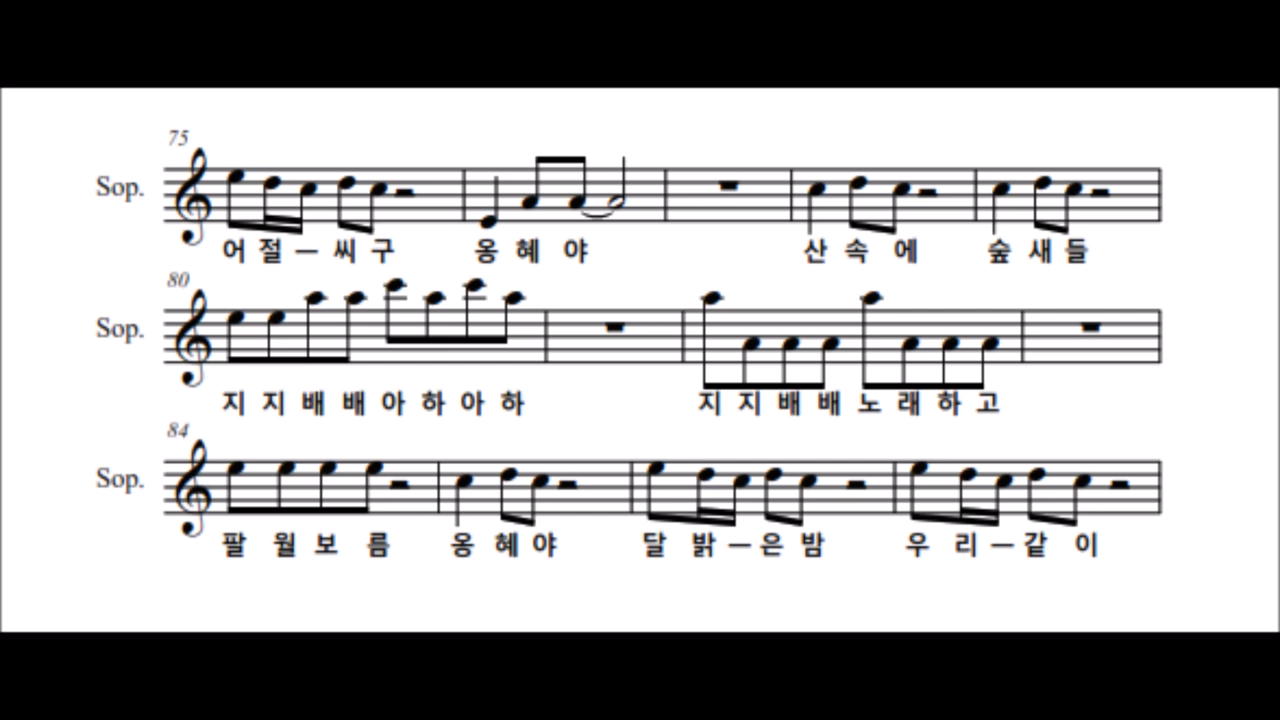 75
Sop.
어 절 — 씨 구 옹 혜 야 산 속 에 숲 새 들
80
Sop.
지 지 배 배 아 하 아 하 지 지 배 배 노 래 하 고
84
Sop.
팔 월 보 름 옹 혜 야 달 밝 — 은 밤 우 리 — 같 이